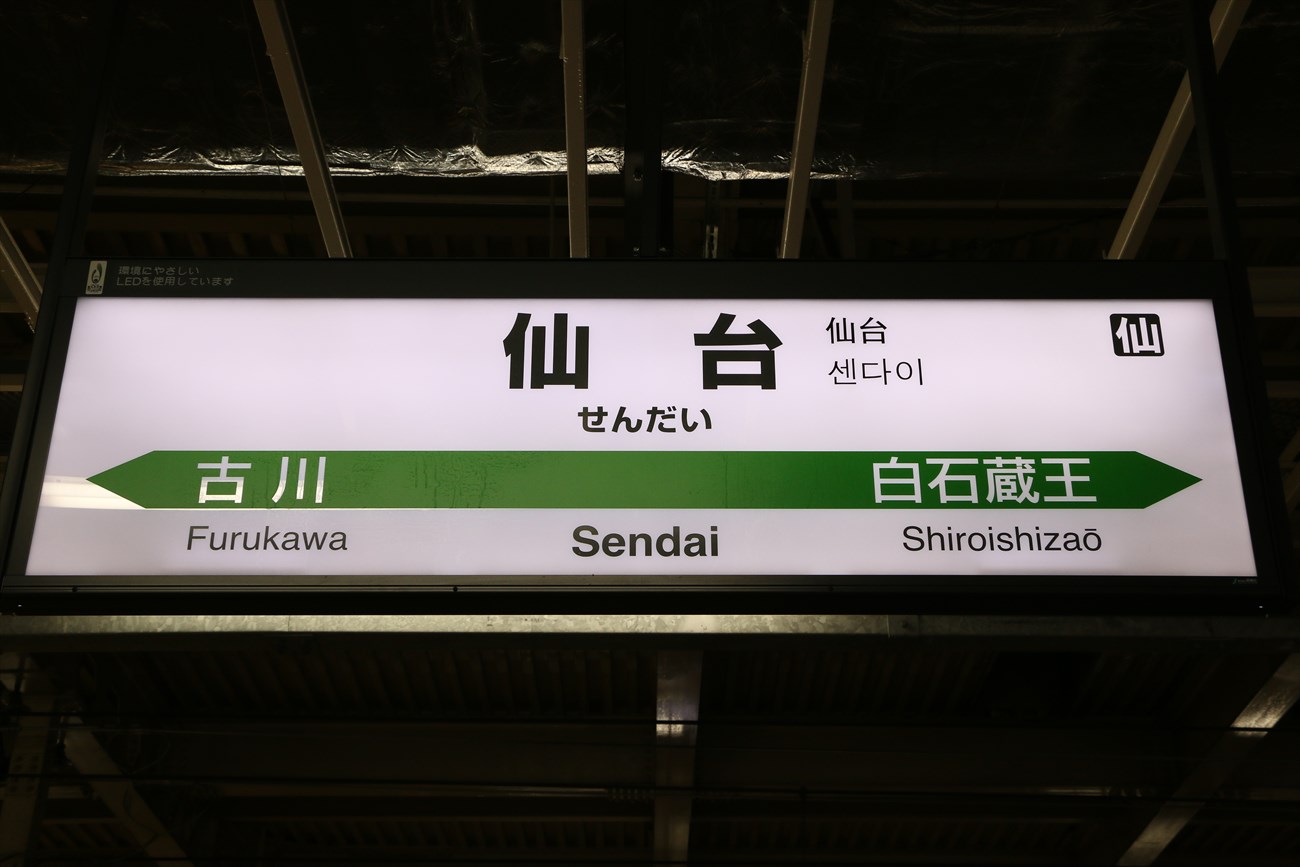 環境にやさしい
LEDを使用しています
仙台
仙台
센다이
仙
せんだい
古川
白石蔵王
Furukawa
Sendai
Shiroishizaō